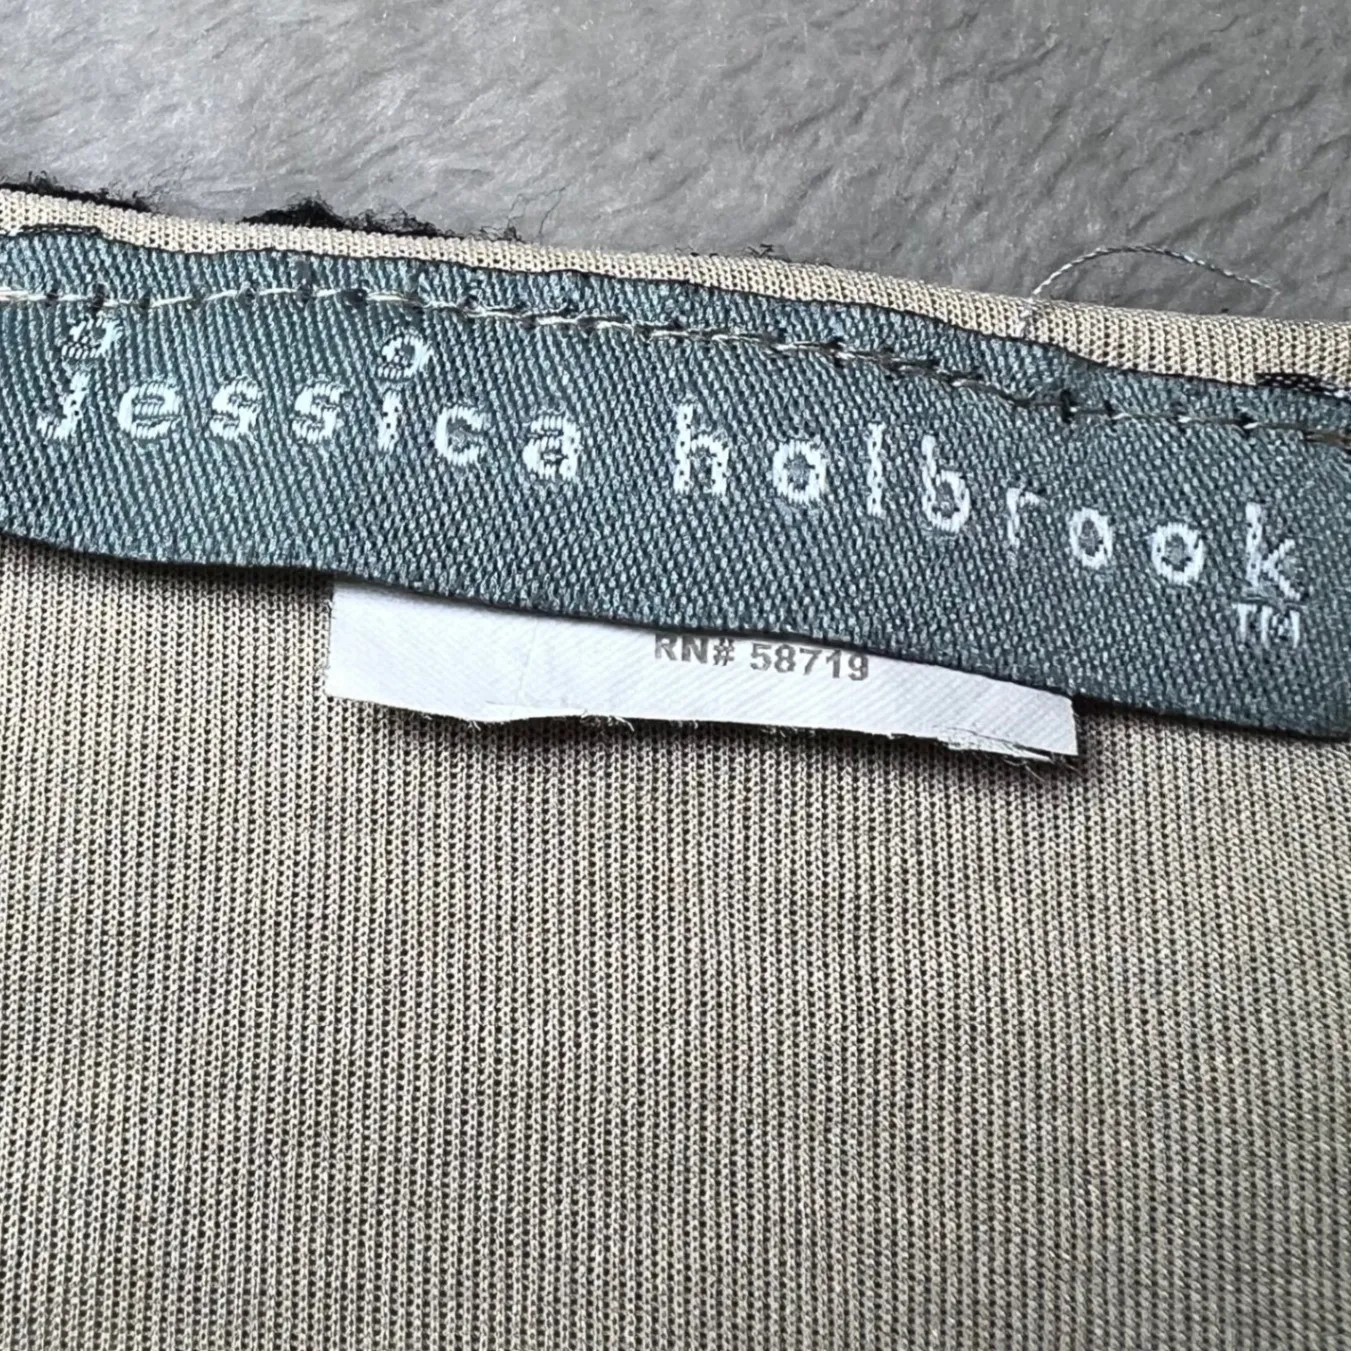 jessica holbrook
TM
RN# 58719